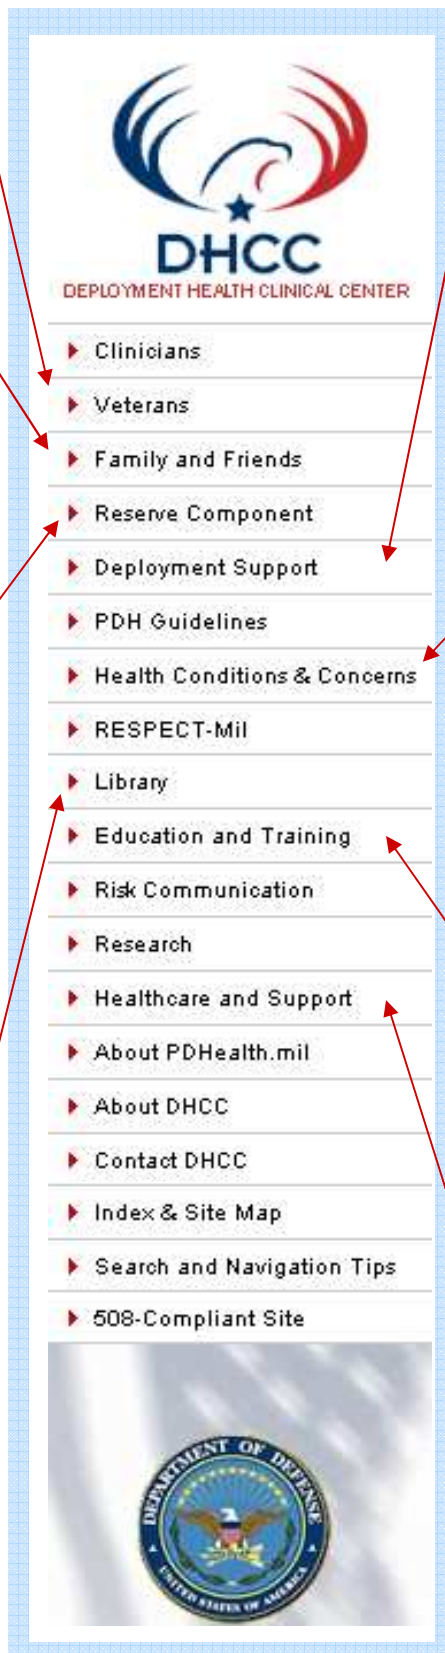 DHCC
DEPLOYMENT HEALTH CLINICAL CENTER
Clinicians
Veterans
Family and Friends
Reserve Component
Deployment Support
PDH Guidelines
Health Conditions & Concerns
RESPECT-Mil
Library
Education and Training
Risk Communication
Research
Healthcare and Support
About PDHealth.mil
About DHCC
Contact DHCC
Index & Site Map
Search and Navigation Tips
508-Compliant Site
DEPARTMENT OF DEFENSE
UNITED STATES OF AMERICA